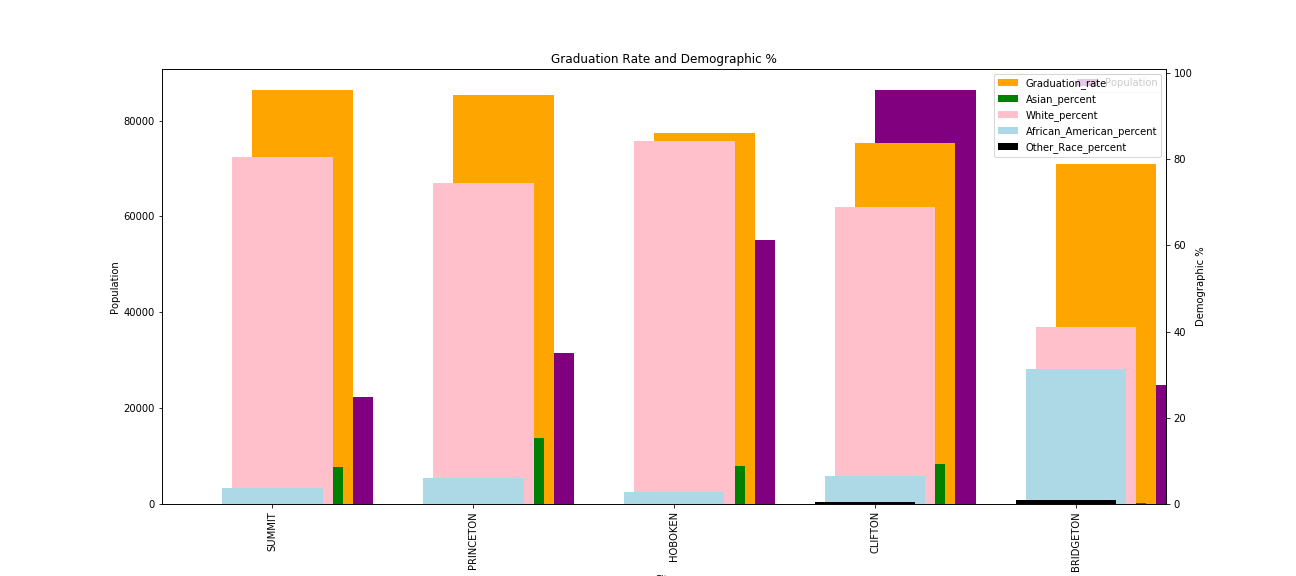 Graduation Rate and Demographic %
Population
80000
60000
40000
20000
0
100
80
60
40
20
0
Demographic %
Population
Graduation_rate
Asian_percent
White_percent
African_American_percent
Other_Race_percent
SUMMIT
PRINCETON
HOBOKEN
CLIFTON
BRIDGETON